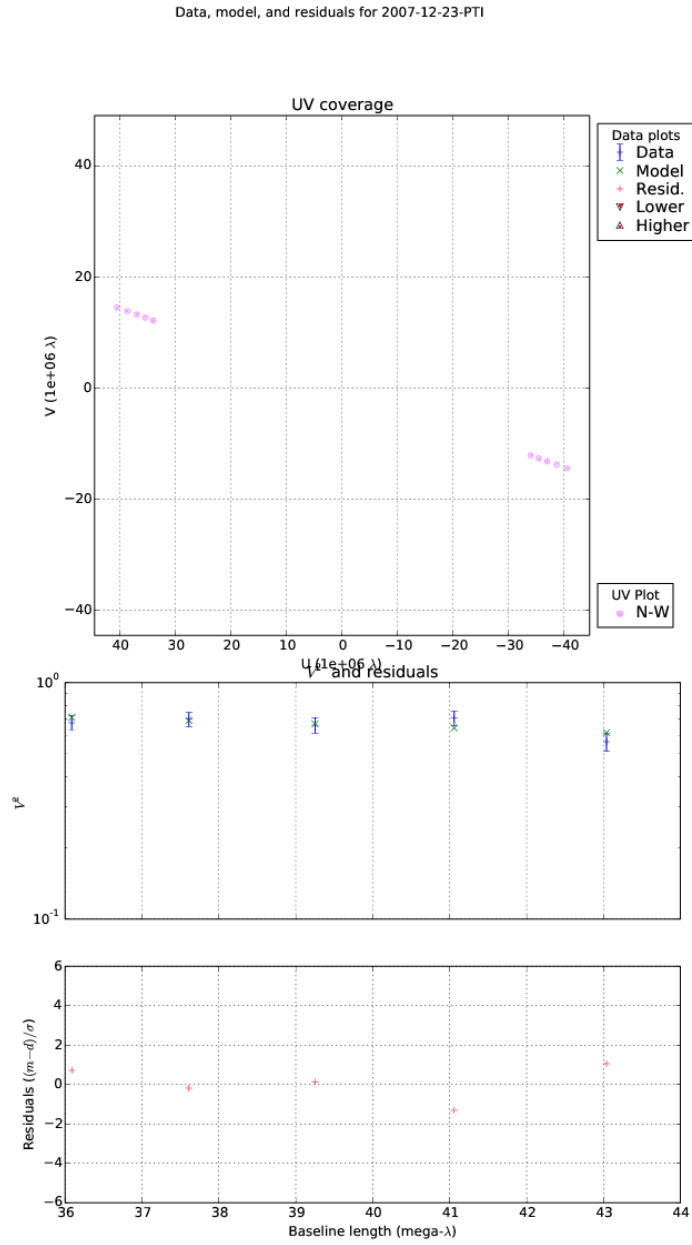 Data, model, and residuals for 2007-12-23-PTI
UV coverage
Data plots
Data
Model
Resid.
Lower
Higher
40
20
0
−20
−40
V (1e+06 λ)
UV Plot
N-W
40 30 20 10 0 −10 −20 −30 −40
U (1e+06 λ)
V² and residuals
10⁰
10⁻¹
V²
6
4
2
0
−2
−4
−6
Residuals ((m−d)/σ)
36 37 38 39 40 41 42 43 44
Baseline length (mega-λ)